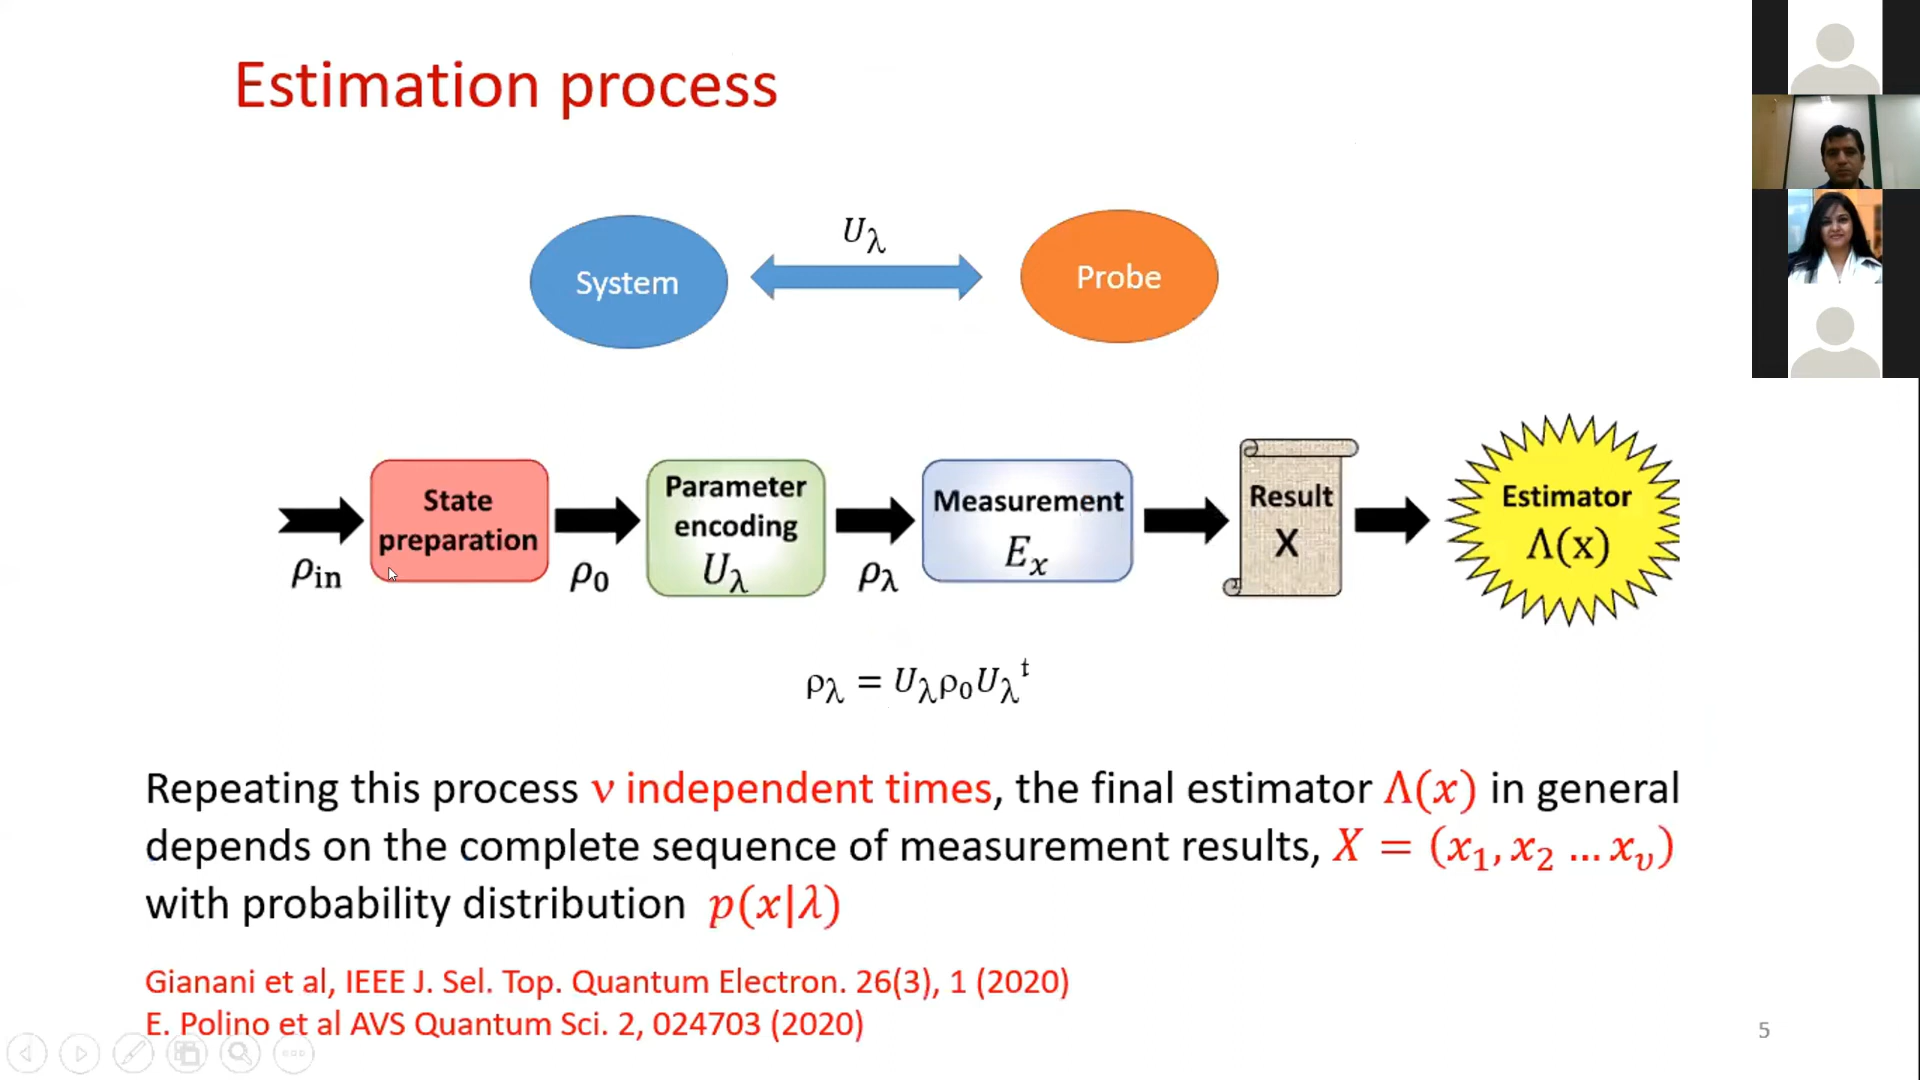 Estimation process
System
U_λ
Probe
State
preparation
Parameter
encoding
U_λ
Measurement
E_x
Result
X
Estimator
Λ(x)
ρ_in
ρ_0
ρ_λ
ρ_λ = U_λ ρ_0 U_λ^†
Repeating this process ν independent times, the final estimator Λ(x) in general
depends on the complete sequence of measurement results, X = (x_1, x_2 ... x_υ)
with probability distribution p(x|λ)
Gianani et al, IEEE J. Sel. Top. Quantum Electron. 26(3), 1 (2020)
E. Polino et al AVS Quantum Sci. 2, 024703 (2020)
5